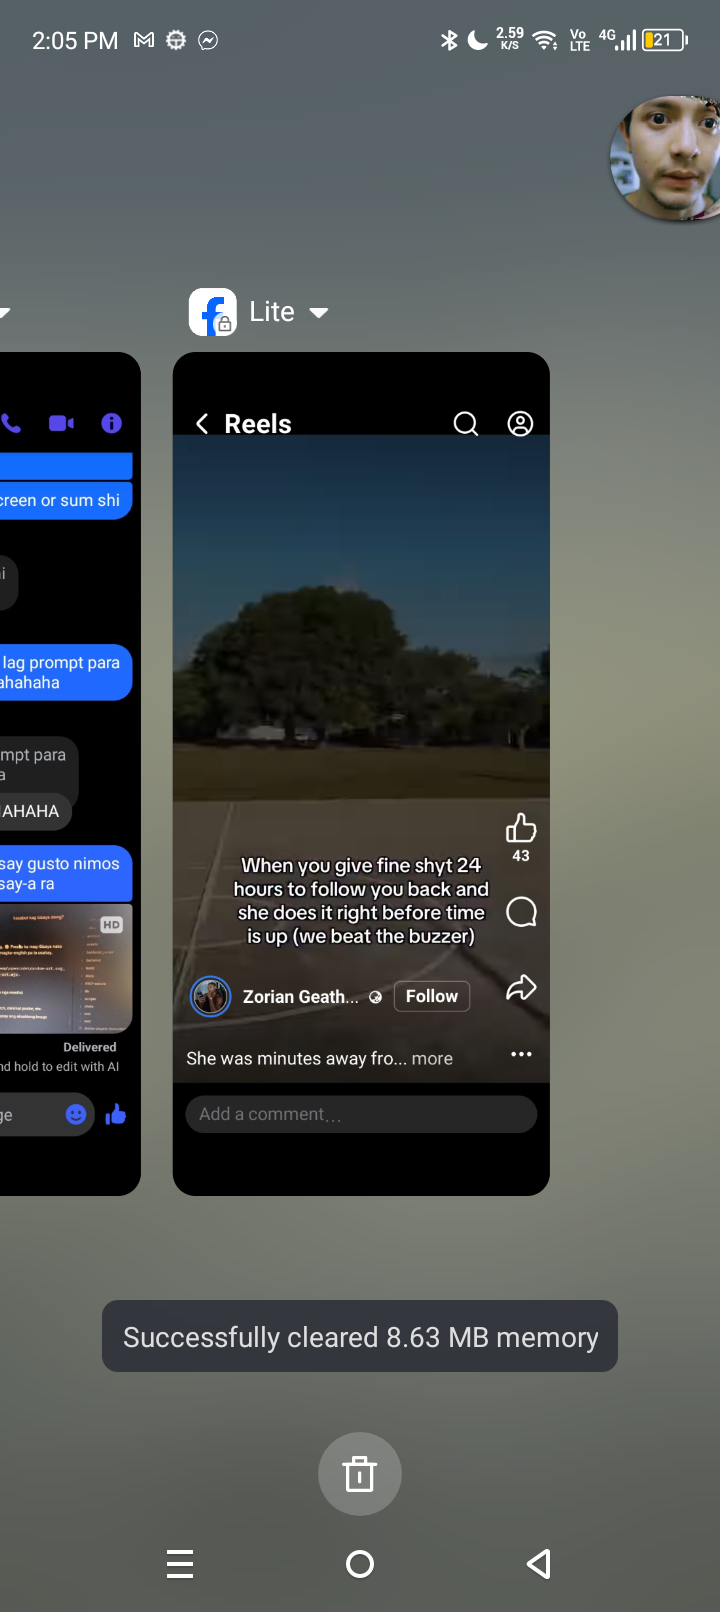 2:05 PM
2.59
K/S
Vo
LTE
4G
21
Lite
Reels
creen or sum shi
i
lag prompt para
ahahaha
mpt para
a
AHAHA
say gusto nimos
say-a ra
HD
Delivered
nd hold to edit with AI
ge
43
When you give fine shyt 24
hours to follow you back and
she does it right before time
is up (we beat the buzzer)
Zorian Geath...
Follow
She was minutes away fro... more
Add a comment...
Successfully cleared 8.63 MB memory